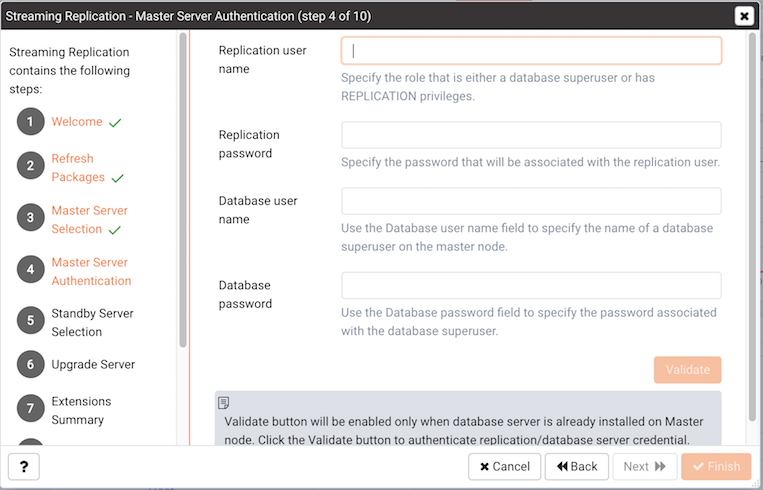 Streaming Replication - Master Server Authentication (step 4 of 10)
Streaming Replication
contains the following
steps:
1 Welcome
2 Refresh
Packages
3 Master Server
Selection
4 Master Server
Authentication
5 Standby Server
Selection
6 Upgrade Server
7 Extensions
Summary
Replication user
name
Specify the role that is either a database superuser or has
REPLICATION privileges.
Replication
password
Specify the password that will be associated with the replication user.
Database user
name
Use the Database user name field to specify the name of a database
superuser on the master node.
Database
password
Use the Database password field to specify the password associated
with the database superuser.
Validate
Validate button will be enabled only when database server is already installed on Master
node. Click the Validate button to authenticate replication/database server credential.
? Cancel Back Next Finish